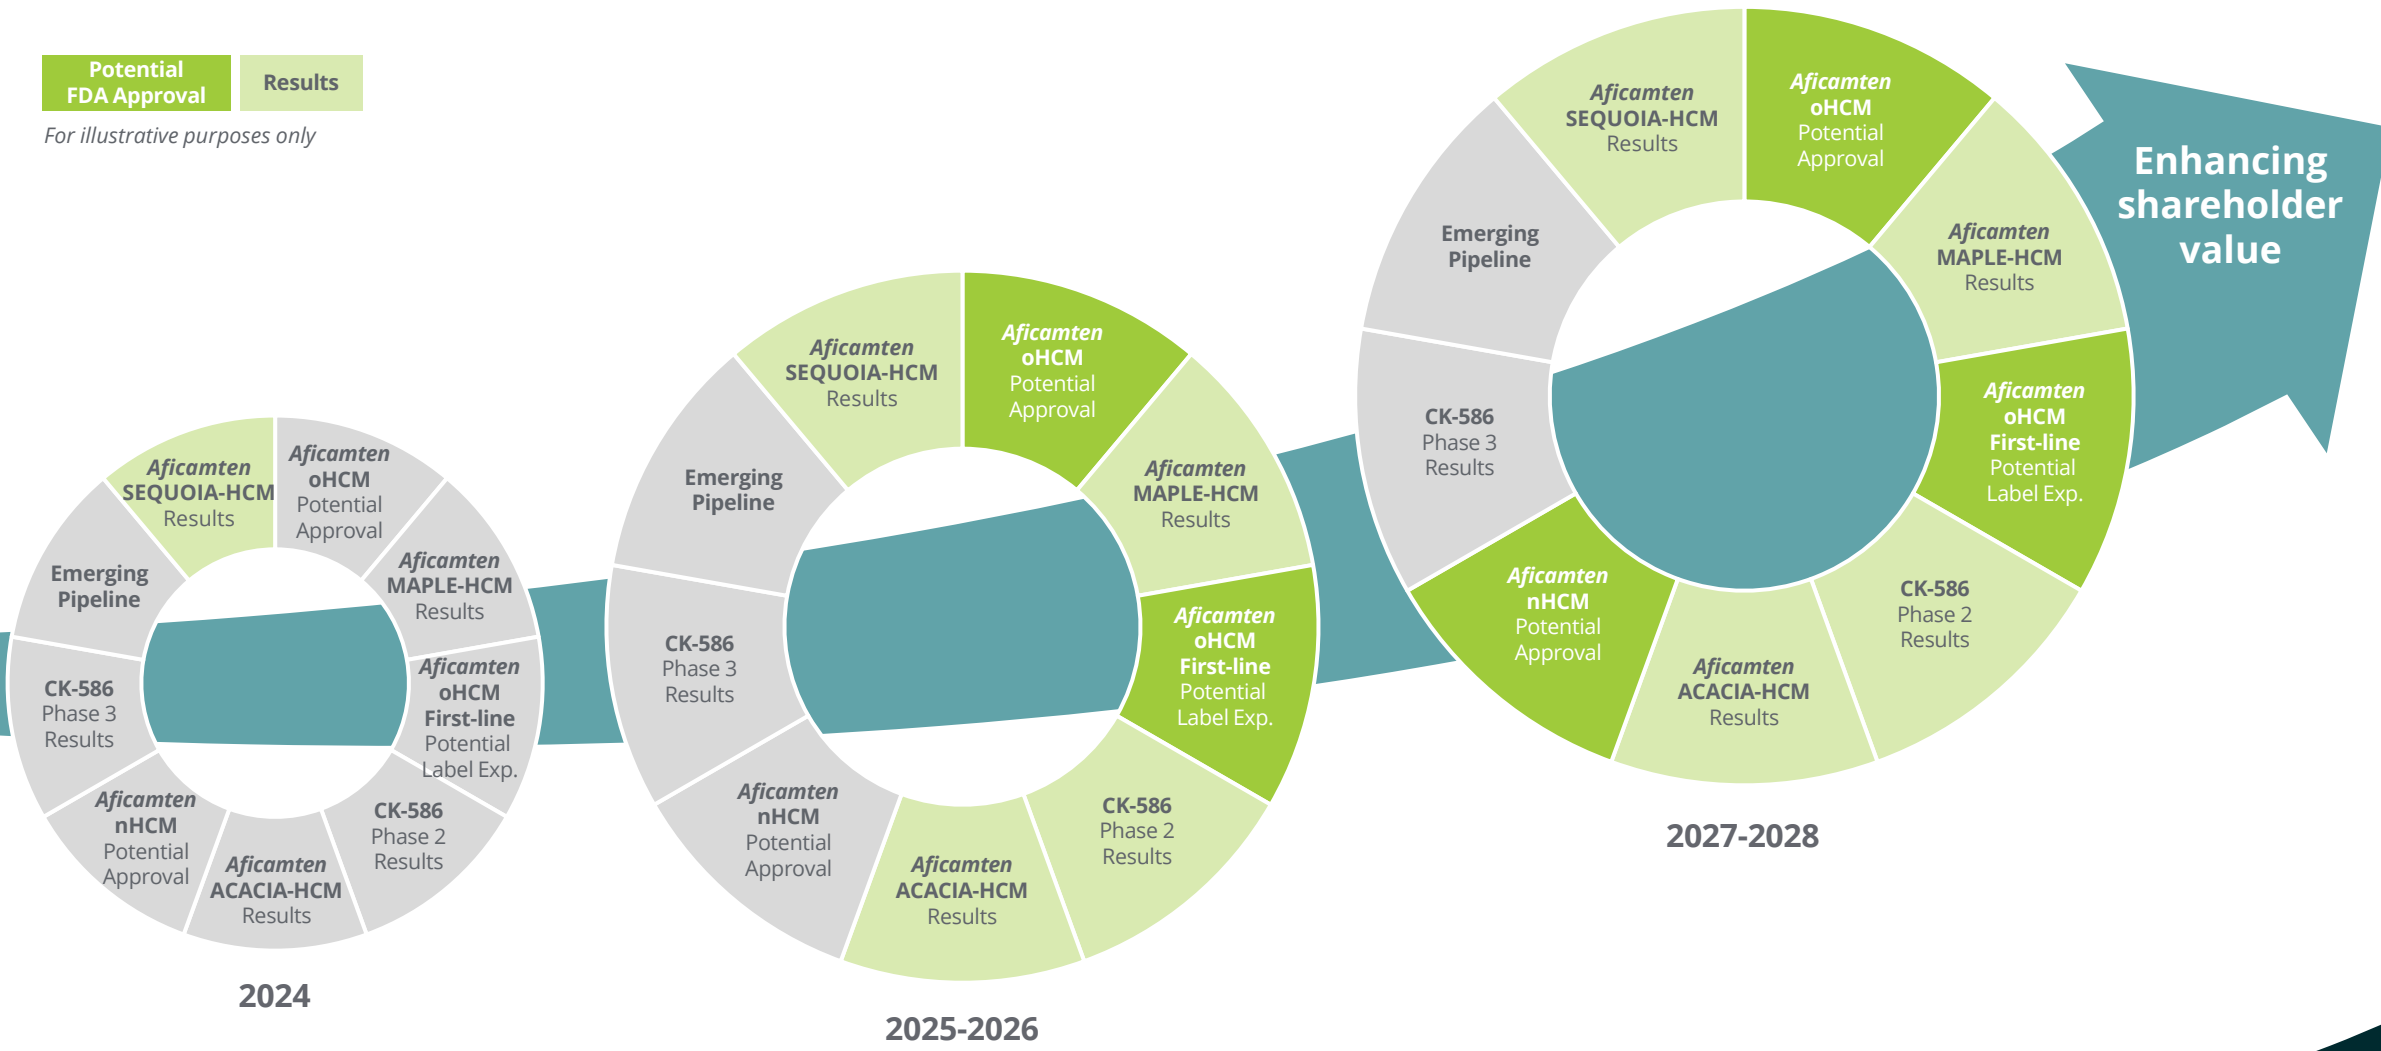 Potential
FDA Approval
Results
For illustrative purposes only
Aficamten
SEQUOIA-HCM
Results
Aficamten
oHCM
Potential
Approval
Aficamten
MAPLE-HCM
Results
Aficamten
oHCM
First-line
Potential
Label Exp.
CK-586
Phase 2
Results
Aficamten
ACACIA-HCM
Results
Aficamten
nHCM
Potential
Approval
CK-586
Phase 3
Results
Emerging
Pipeline
2024
Aficamten
SEQUOIA-HCM
Results
Aficamten
oHCM
Potential
Approval
Aficamten
MAPLE-HCM
Results
Aficamten
oHCM
First-line
Potential
Label Exp.
CK-586
Phase 2
Results
Aficamten
ACACIA-HCM
Results
Aficamten
nHCM
Potential
Approval
CK-586
Phase 3
Results
Emerging
Pipeline
2025-2026
Aficamten
SEQUOIA-HCM
Results
Aficamten
oHCM
Potential
Approval
Aficamten
MAPLE-HCM
Results
Aficamten
oHCM
First-line
Potential
Label Exp.
CK-586
Phase 2
Results
Aficamten
ACACIA-HCM
Results
Aficamten
nHCM
Potential
Approval
CK-586
Phase 3
Results
Emerging
Pipeline
2027-2028
Enhancing
shareholder
value